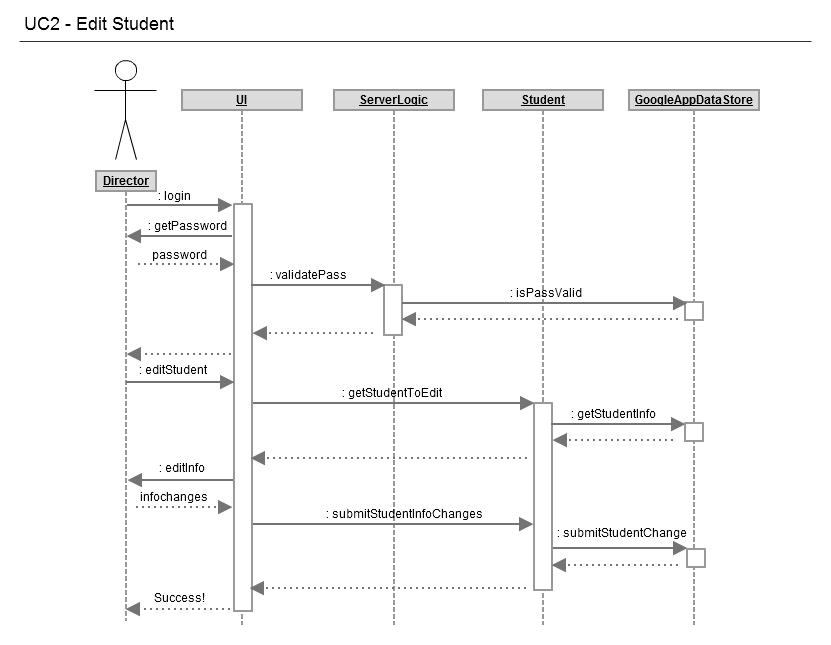 UC2 - Edit Student
UI
ServerLogic
Student
GoogleAppDataStore
Director
: login
: getPassword
password
: validatePass
: isPassValid
: editStudent
: getStudentToEdit
: getStudentInfo
: editInfo
infochanges
: submitStudentInfoChanges
: submitStudentChange
Success!